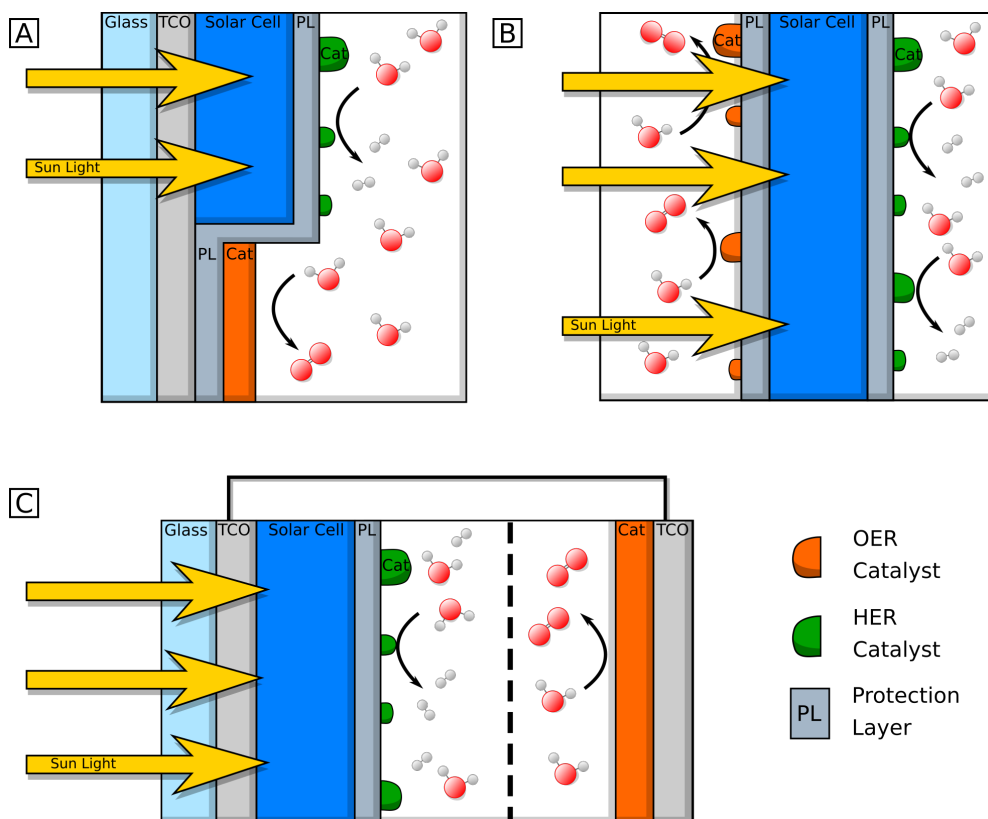 A
Glass
TCO
Solar Cell
PL
Cat
Sun Light
PL
Cat
B
Cat
PL
Solar Cell
PL
Cat
Sun Light
C
Glass
TCO
Solar Cell
PL
Cat
Cat
TCO
Sun Light
OER
Catalyst
HER
Catalyst
PL
Protection
Layer